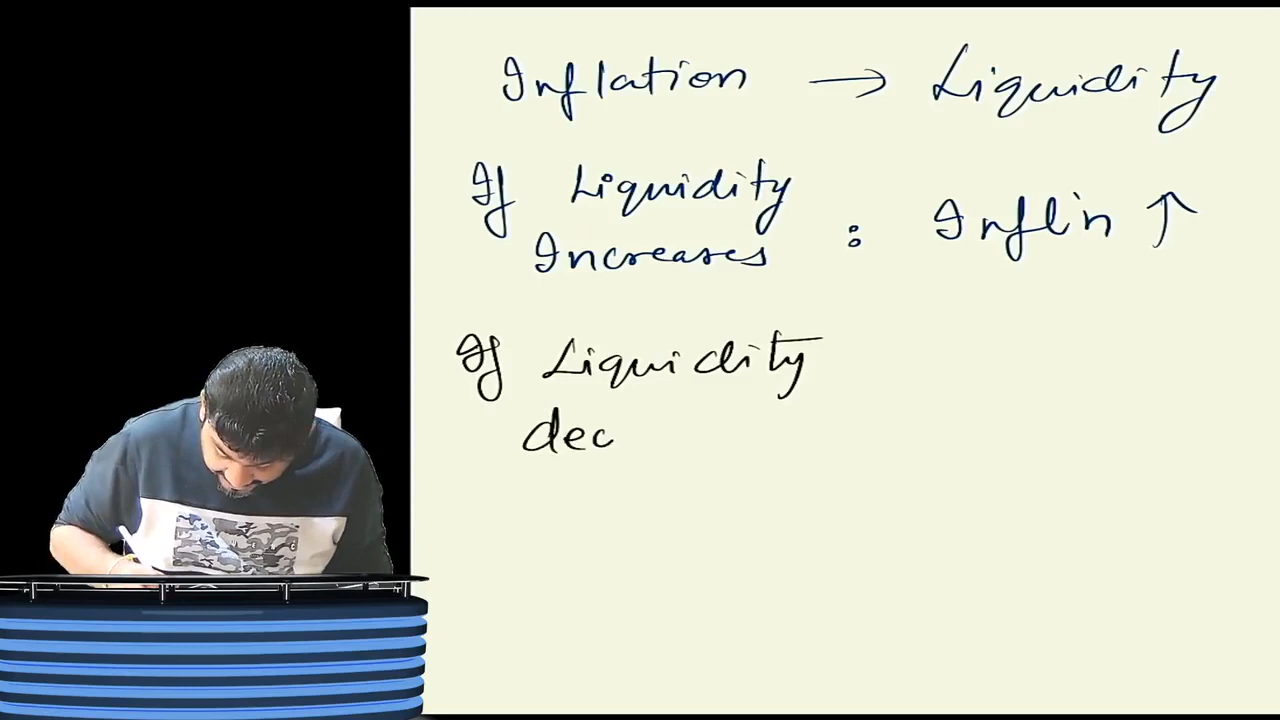 Inflation → Liquidity
If Liquidity
Increases : Infl'n ↑
If Liquidity
dec